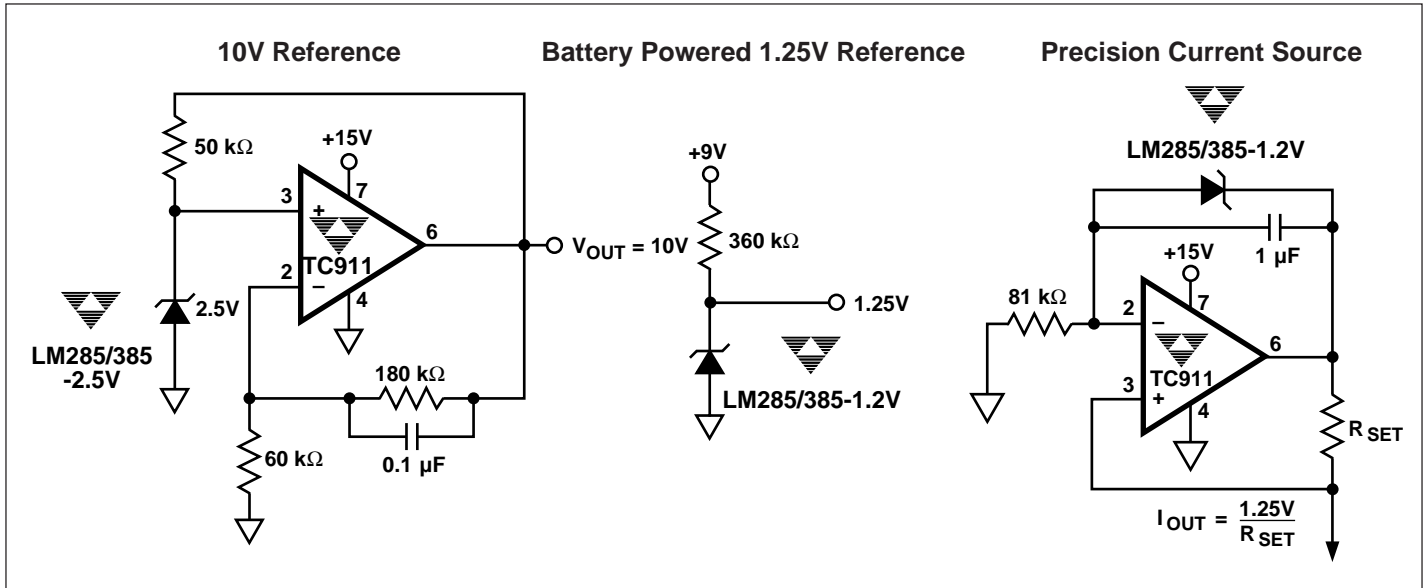 10V Reference
50 kΩ
+15V
3
+
7
TC911
6
2
–
4
VOUT = 10V
2.5V
LM285/385
-2.5V
180 kΩ
0.1 µF
60 kΩ
Battery Powered 1.25V Reference
+9V
360 kΩ
1.25V
LM285/385-1.2V
Precision Current Source
LM285/385-1.2V
1 µF
+15V
81 kΩ
2
–
7
6
TC911
3
+
4
R SET
I OUT = 1.25V
R SET